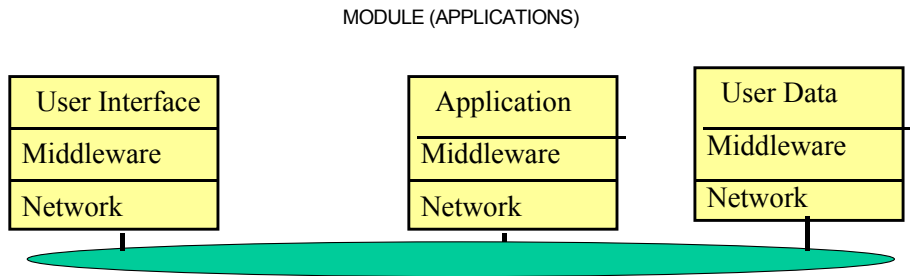 MODULE (APPLICATIONS)
User Interface
Middleware
Network
Application
Middleware
Network
User Data
Middleware
Network